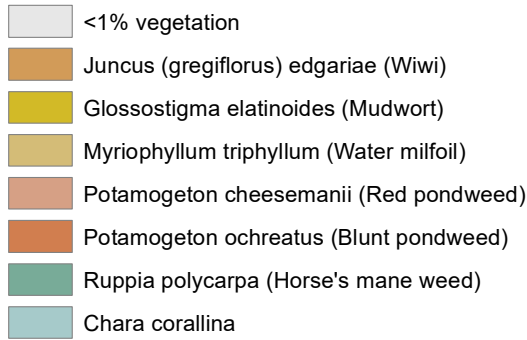 <1% vegetation
Juncus (gregiflorus) edgariae (Wiwi)
Glossostigma elatinoides (Mudwort)
Myriophyllum triphyllum (Water milfoil)
Potamogeton cheesemanii (Red pondweed)
Potamogeton ochreatus (Blunt pondweed)
Ruppia polycarpa (Horse's mane weed)
Chara corallina